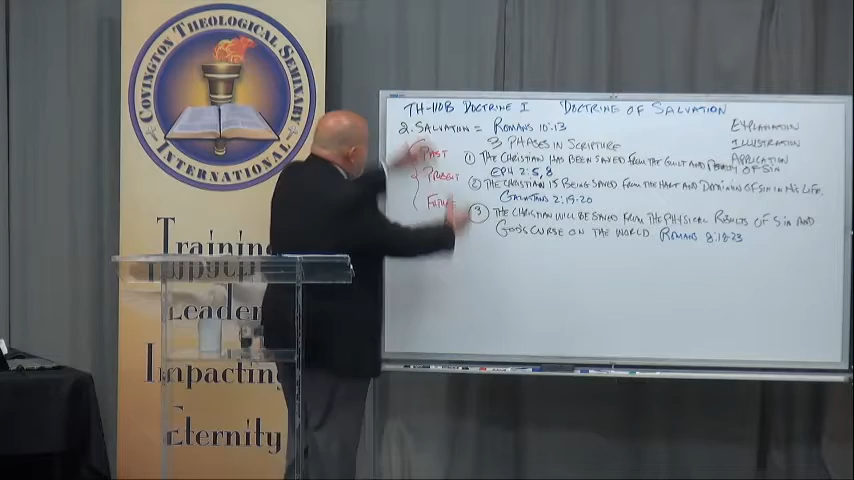 COVINGTON THEOLOGICAL SEMINARY
INTERNATIONAL
Training
Leaders
Impacting
Eternity
TH-110B DOCTRINE I DOCTRINE OF SALVATION
2. SALVATION = ROMANS 10:13
3 PHASES IN SCRIPTURE
EXPLANATION
ILLUSTRATION
APPLICATION
PAST
PRESENT
FUTURE
① THE CHRISTIAN HAS BEEN SAVED FROM THE GUILT AND PENALTY OF SIN
EPH 2:5,8
② THE CHRISTIAN IS BEING SAVED FROM THE HABIT AND DOMINION OF SIN IN HIS LIFE.
GALATIANS 2:19-20
③ THE CHRISTIAN WILL BE SAVED FROM THE PHYSICAL RESULTS OF SIN AND
GOD'S CURSE ON THE WORLD. ROMANS 8:18-23